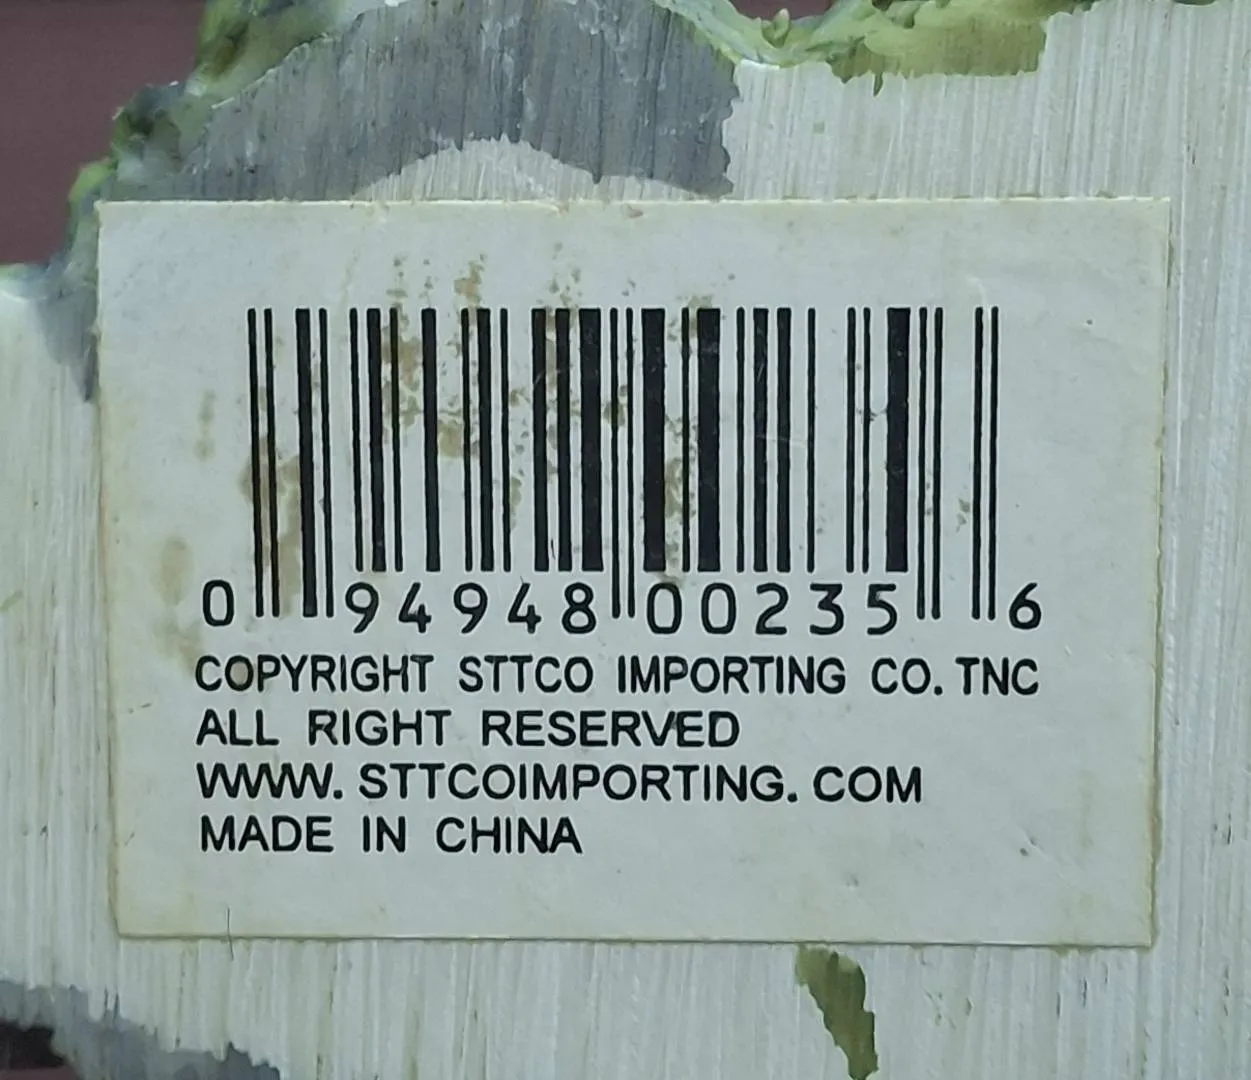 0 94948 00235 6
COPYRIGHT STTCO IMPORTING CO. TNC
ALL RIGHT RESERVED
WWW. STTCOIMPORTING. COM
MADE IN CHINA